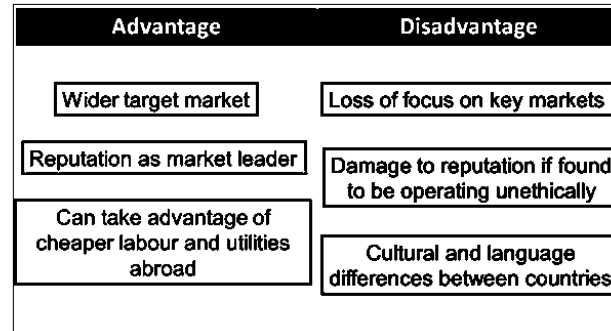 Advantage
Disadvantage
Wider target market
Loss of focus on key markets
Reputation as market leader
Damage to reputation if found
to be operating unethically
Can take advantage of
cheaper labour and utilities
abroad
Cultural and language
differences between countries